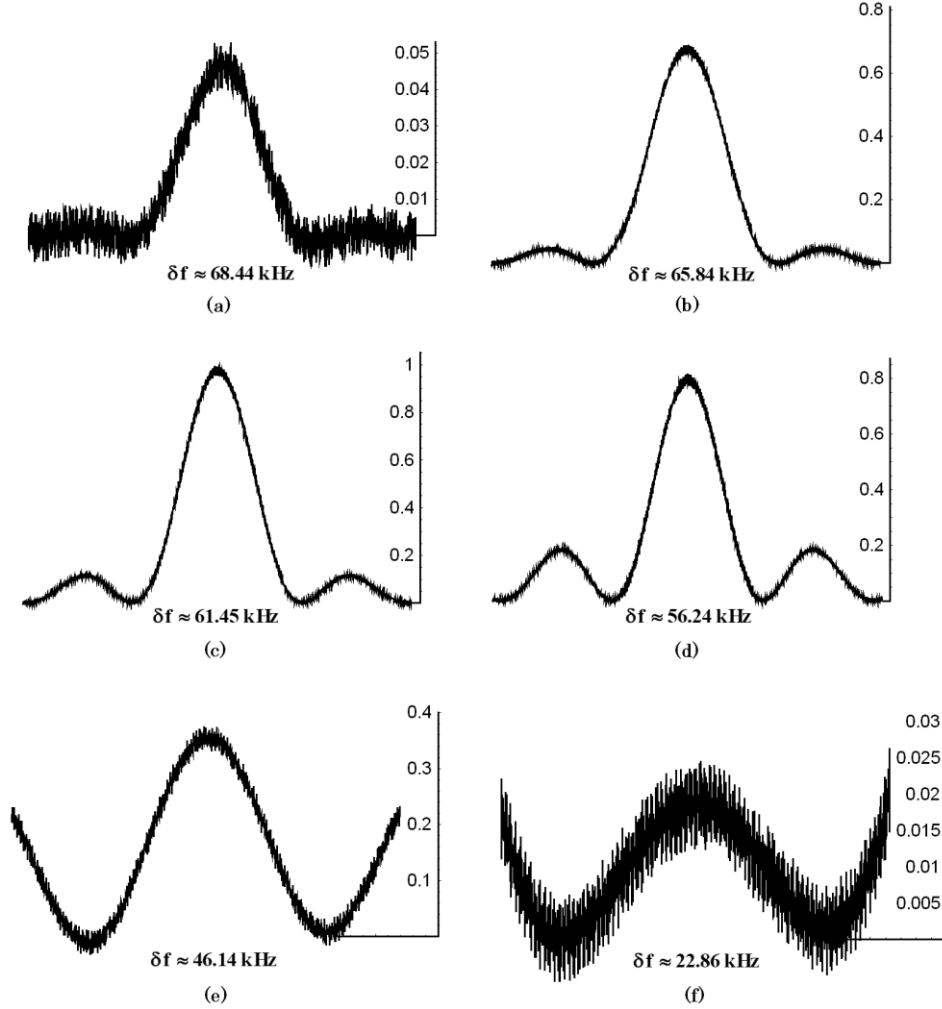 0.05
0.04
0.03
0.02
0.01
δf ≈ 68.44 kHz
(a)
0.8
0.6
0.4
0.2
δf ≈ 65.84 kHz
(b)
1
0.8
0.6
0.4
0.2
δf ≈ 61.45 kHz
(c)
0.8
0.6
0.4
0.2
δf ≈ 56.24 kHz
(d)
0.4
0.3
0.2
0.1
δf ≈ 46.14 kHz
(e)
0.03
0.025
0.02
0.015
0.01
0.005
δf ≈ 22.86 kHz
(f)